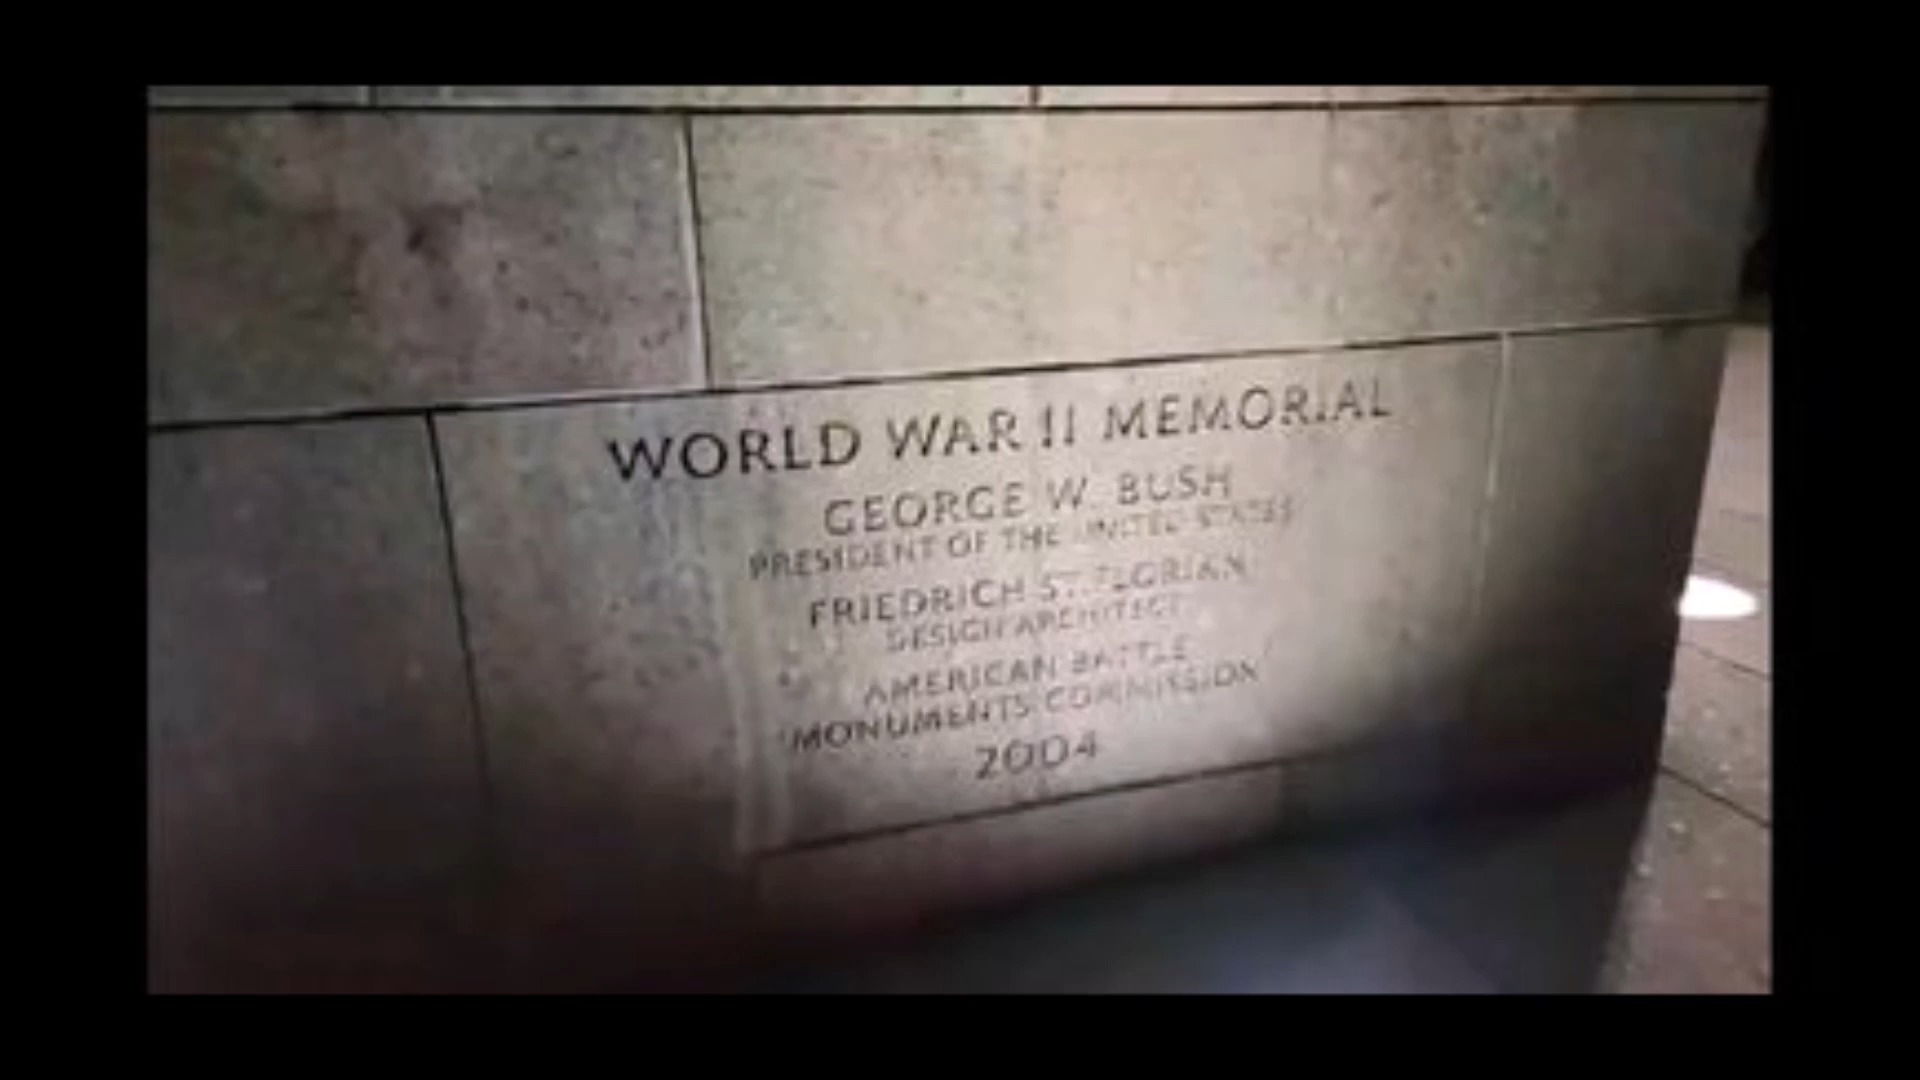 WORLD WAR II MEMORIAL
GEORGE W. BUSH
PRESIDENT OF THE UNITED STATES
FRIEDRICH ST. FLORIAN
DESIGN ARCHITECT
AMERICAN BATTLE
MONUMENTS COMMISSION
2004